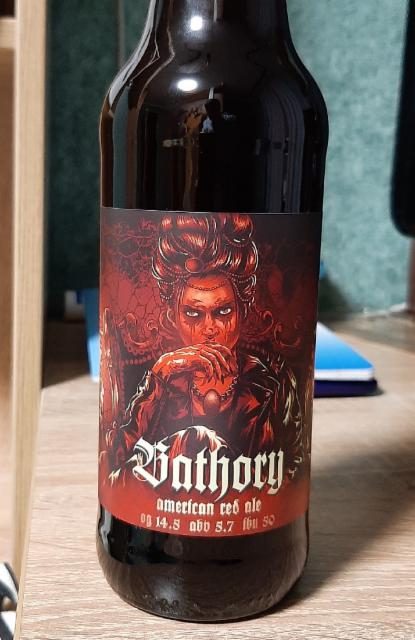 Bathory
american red ale
og 14.5 abv 5.7 ibu 50